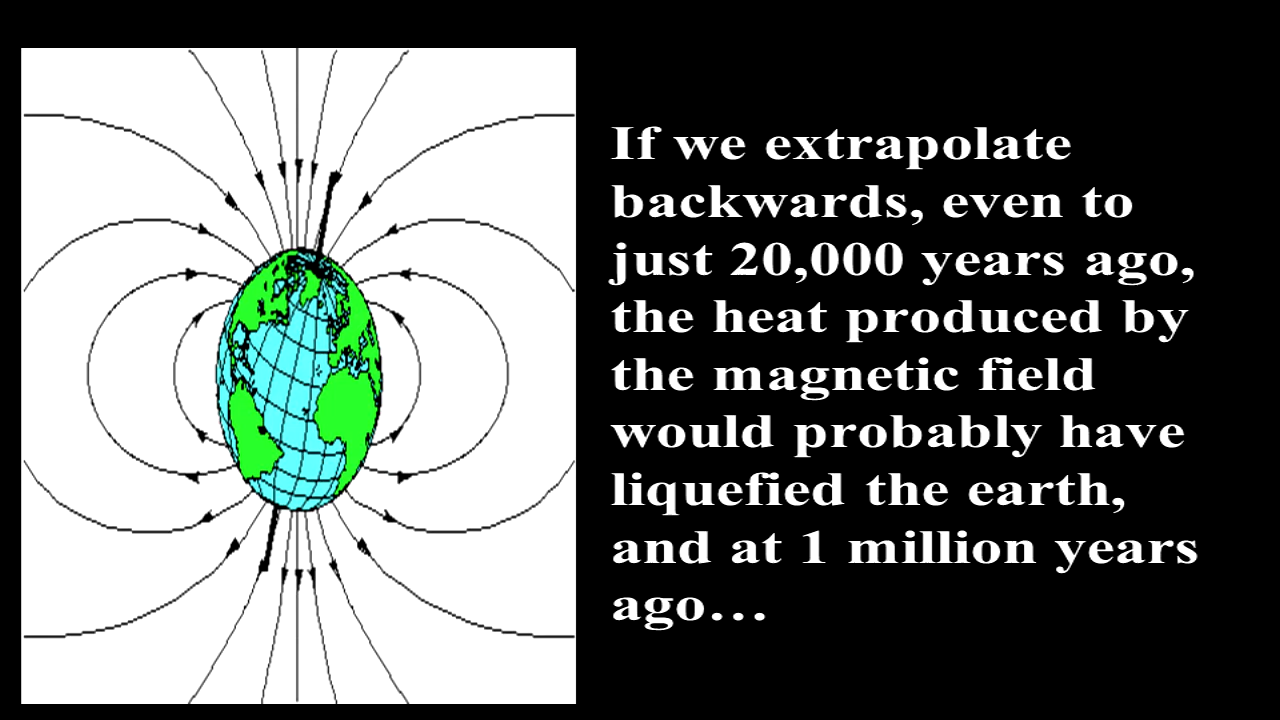 If we extrapolate
backwards, even to
just 20,000 years ago,
the heat produced by
the magnetic field
would probably have
liquefied the earth,
and at 1 million years
ago…